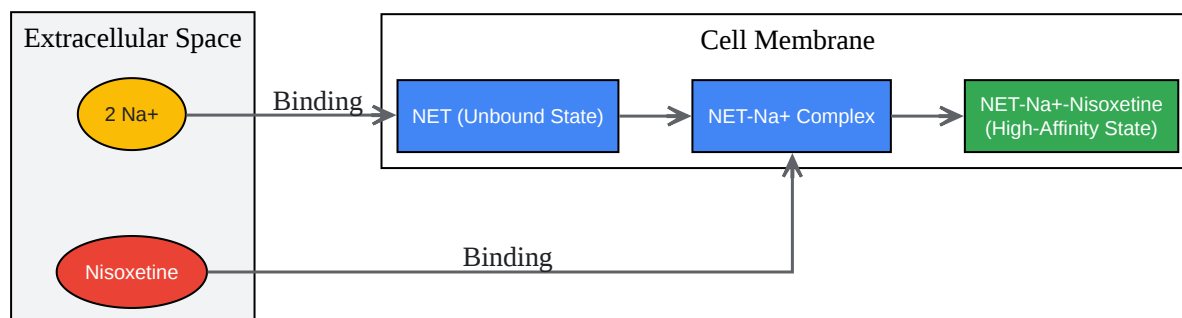 Extracellular Space
Cell Membrane
2 Na+
Binding
NET (Unbound State)
NET-Na+ Complex
NET-Na+-Nisoxetine
(High-Affinity State)
Nisoxetine
Binding